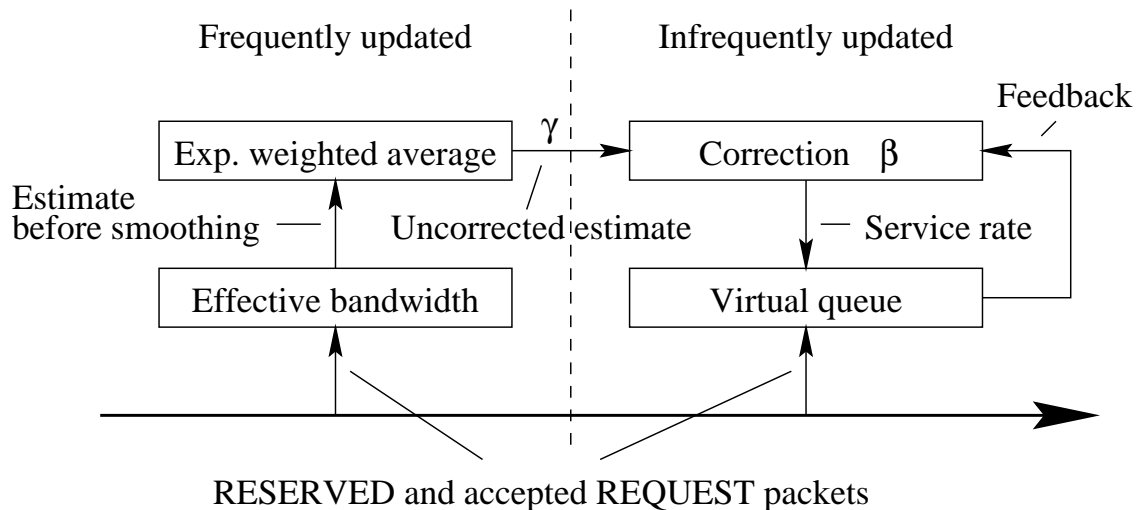 Frequently updated
Infrequently updated
Feedback
γ
Exp. weighted average
Correction β
Estimate
before smoothing
Uncorrected estimate
Service rate
Effective bandwidth
Virtual queue
RESERVED and accepted REQUEST packets